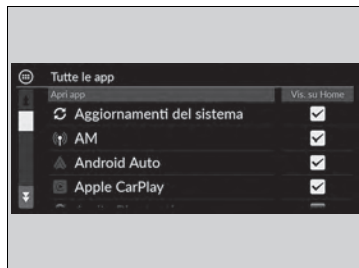 Tutte le app
Apri app Vis. su Home
Aggiornamenti del sistema
AM
Android Auto
Apple CarPlay